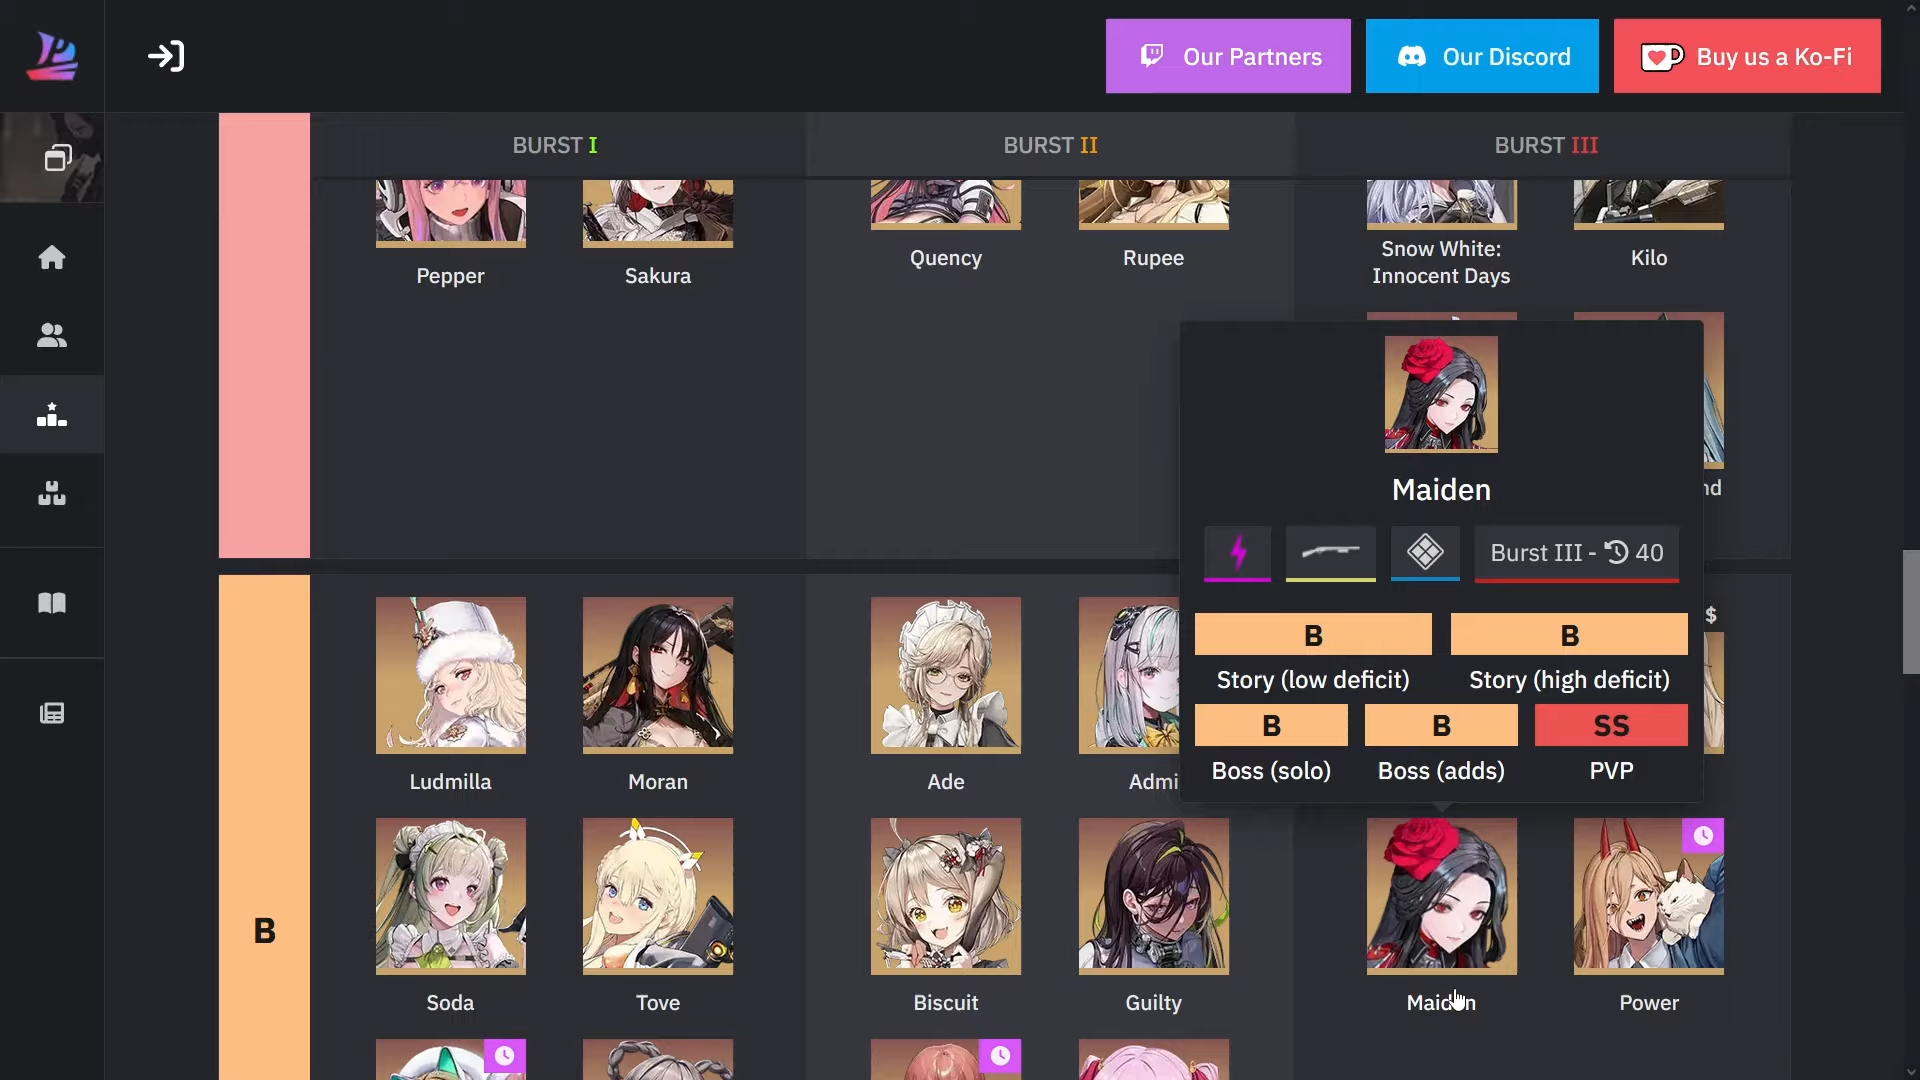 Our Partners
Our Discord
Buy us a Ko-Fi
BURST I
BURST II
BURST III
Pepper
Sakura
Quency
Rupee
Snow White:
Innocent Days
Kilo
nd
Maiden
Burst III - 40
B
B
Story (low deficit)
Story (high deficit)
B
B
SS
Boss (solo)
Boss (adds)
PVP
$
B
Ludmilla
Moran
Ade
Admi
Soda
Tove
Biscuit
Guilty
Maiden
Power